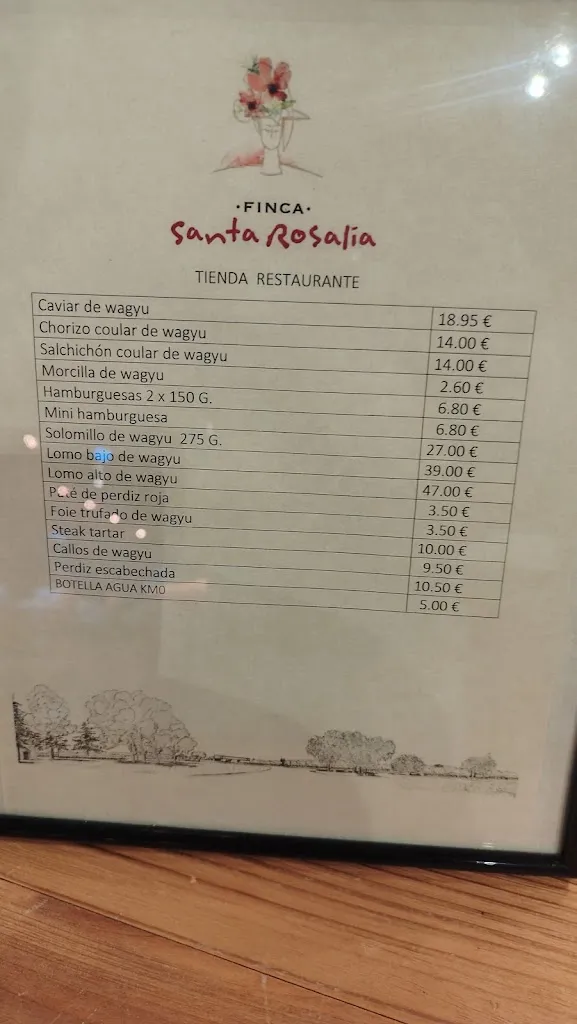 ·FINCA·
Santa Rosalia
TIENDA RESTAURANTE
Caviar de wagyu 18.95 €
Chorizo coular de wagyu 14.00 €
Salchichón coular de wagyu 14.00 €
Morcilla de wagyu 2.60 €
Hamburguesas 2 x 150 G. 6.80 €
Mini hamburguesa 6.80 €
Solomillo de wagyu 275 G. 27.00 €
Lomo bajo de wagyu 39.00 €
Lomo alto de wagyu 47.00 €
Paté de perdiz roja 3.50 €
Foie trufado de wagyu 3.50 €
Steak tartar 10.00 €
Callos de wagyu 9.50 €
Perdiz escabechada 10.50 €
BOTELLA AGUA KM0 5.00 €